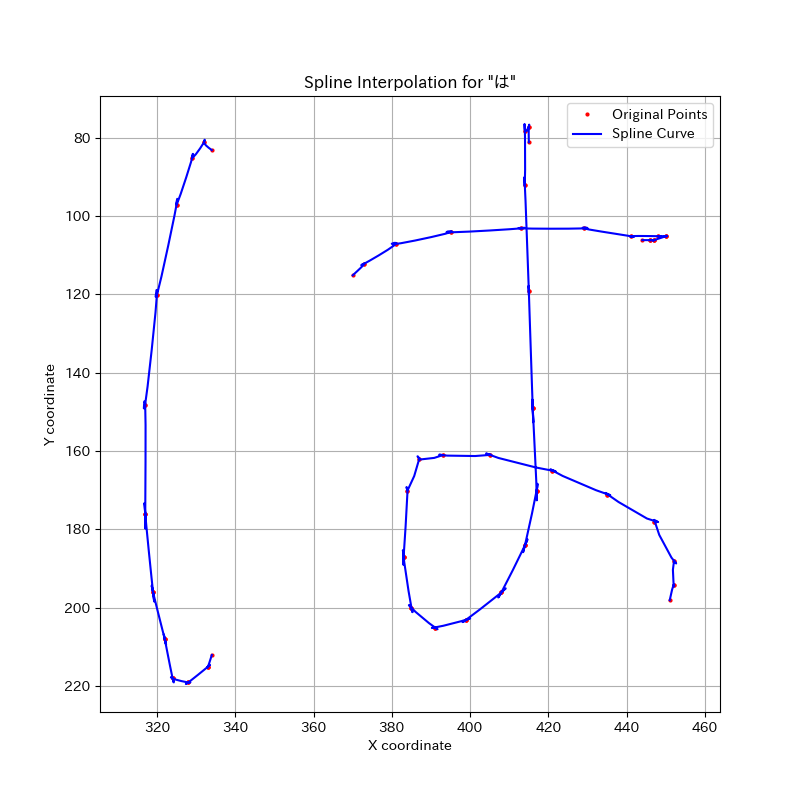 Spline Interpolation for "は"
Original Points
Spline Curve
80
100
120
140
160
180
200
220
Y coordinate
は
320
340
360
380
400
420
440
460
X coordinate